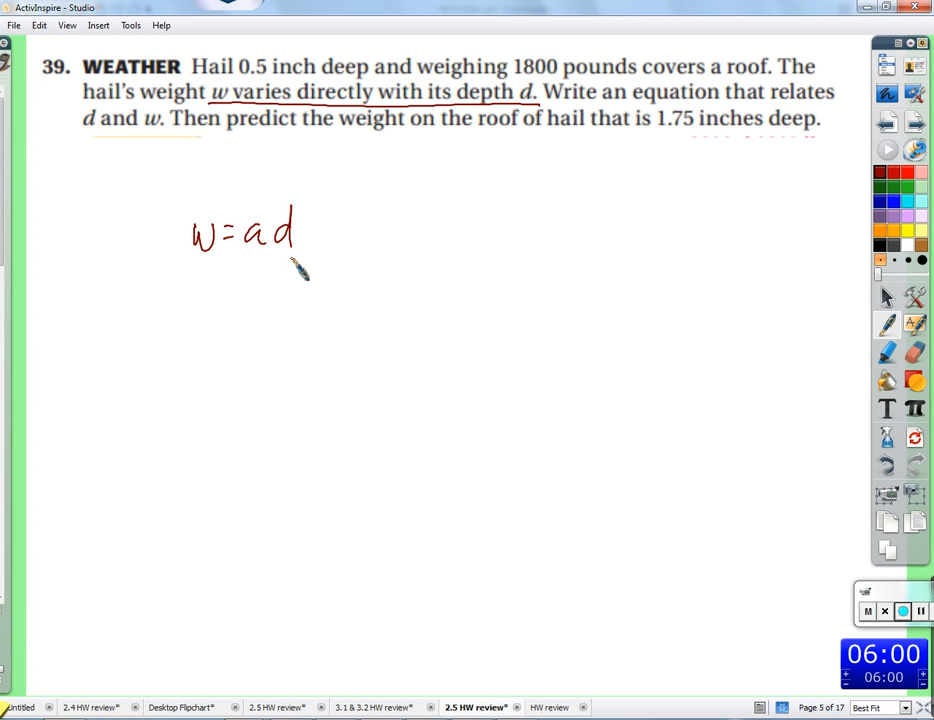 ActivInspire - Studio
File Edit View Insert Tools Help
39. WEATHER Hail 0.5 inch deep and weighing 1800 pounds covers a roof. The
hail's weight w varies directly with its depth d. Write an equation that relates
d and w. Then predict the weight on the roof of hail that is 1.75 inches deep.
w = a d
M
06:00
06:00
Untitled 2.4 HW review* Desktop Flipchart* 2.5 HW review* 3.1 & 3.2 HW review* 2.5 HW review* HW review Page 5 of 17 Best Fit